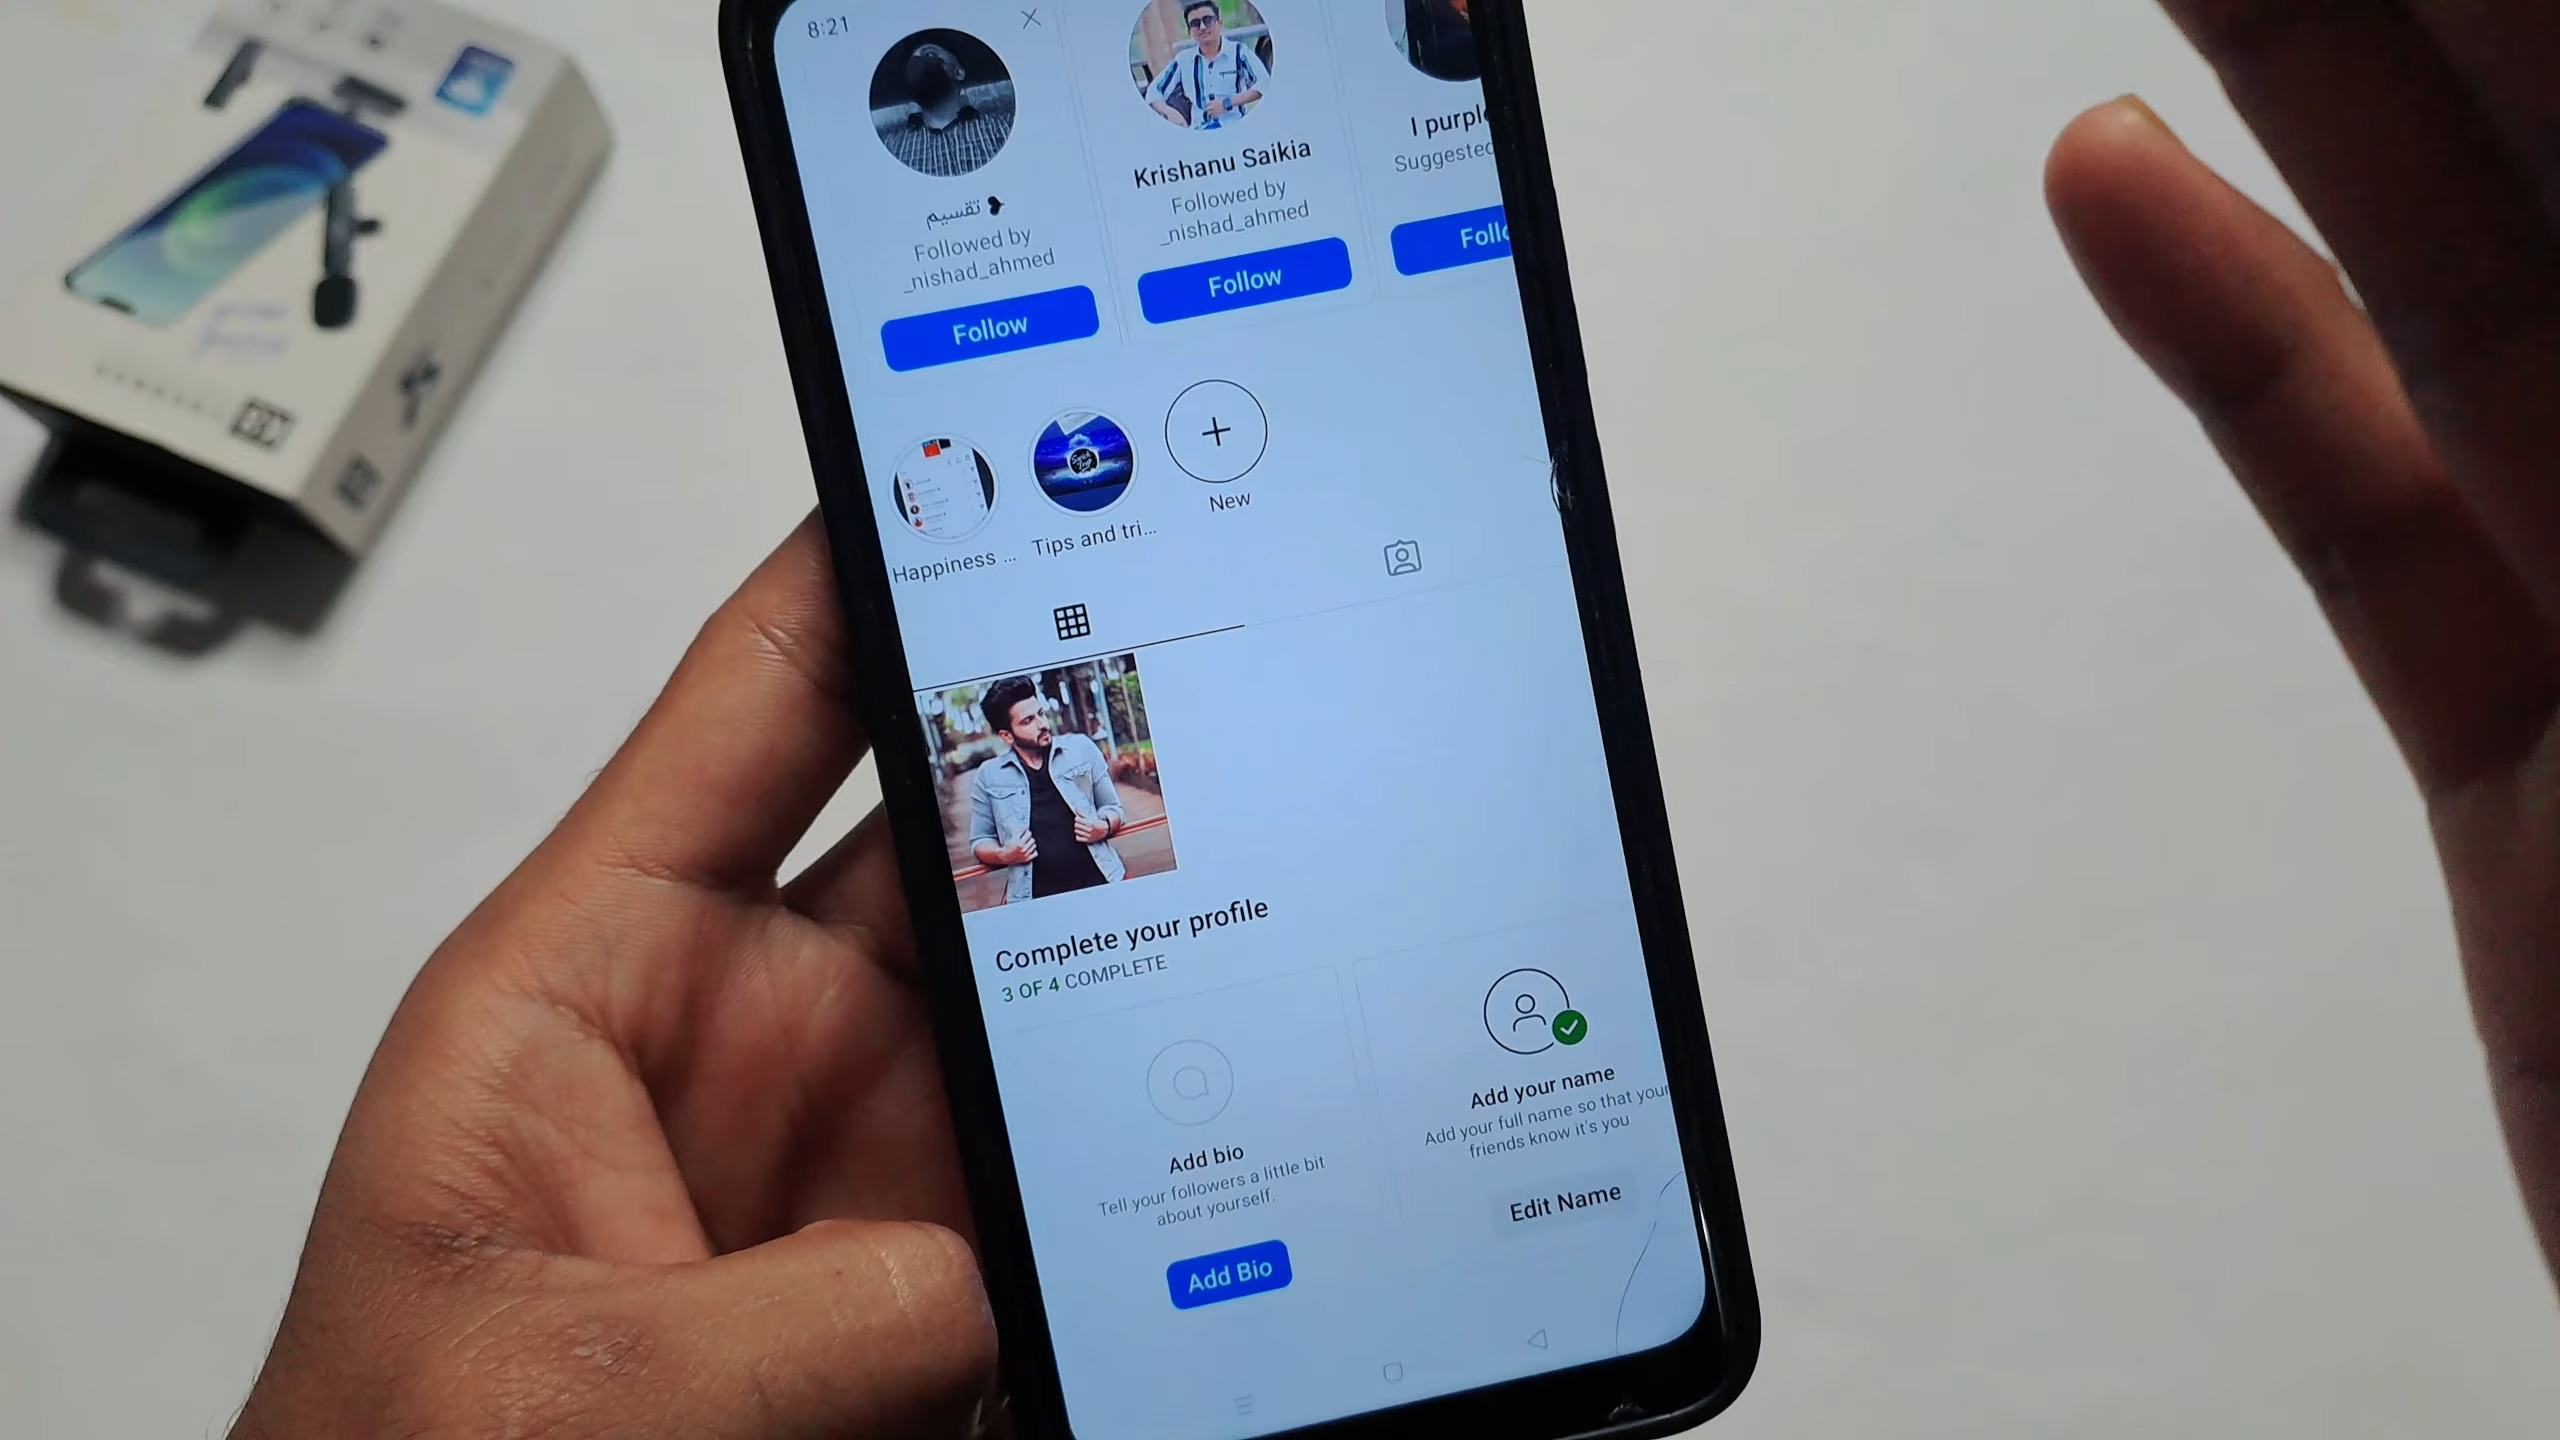 8:21
تقسيم
Followed by
_nishad_ahmed
Follow
Krishanu Saikia
Followed by
_nishad_ahmed
Follow
I purpl
Suggested
Follo
Happiness ...
Tips and tri...
New
Complete your profile
3 OF 4 COMPLETE
Add bio
Tell your followers a little bit
about yourself.
Add Bio
Add your name
Add your full name so that your
friends know it's you
Edit Name